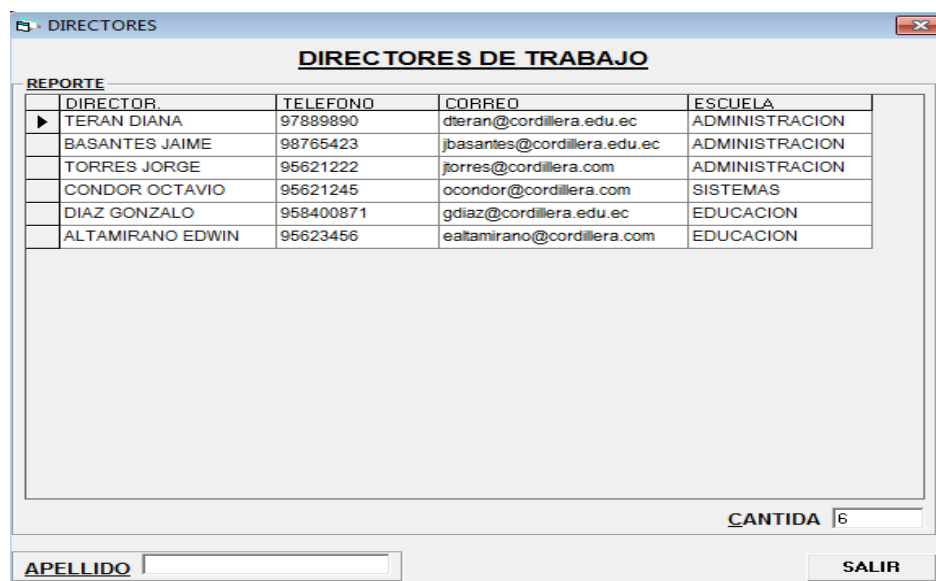 DIRECTORES
DIRECTORES DE TRABAJO
REPORTE
DIRECTOR. TELEFONO CORREO ESCUELA
TERAN DIANA 97889890 dteran@cordillera.edu.ec ADMINISTRACION
BASANTES JAIME 98765423 jbasantes@cordillera.edu.ec ADMINISTRACION
TORRES JORGE 95621222 jtorres@cordillera.com ADMINISTRACION
CONDOR OCTAVIO 95621245 ocondor@cordillera.com SISTEMAS
DIAZ GONZALO 958400871 gdiaz@cordillera.edu.ec EDUCACION
ALTAMIRANO EDWIN 95623456 ealtamirano@cordillera.com EDUCACION
CANTIDA 6
APELLIDO SALIR